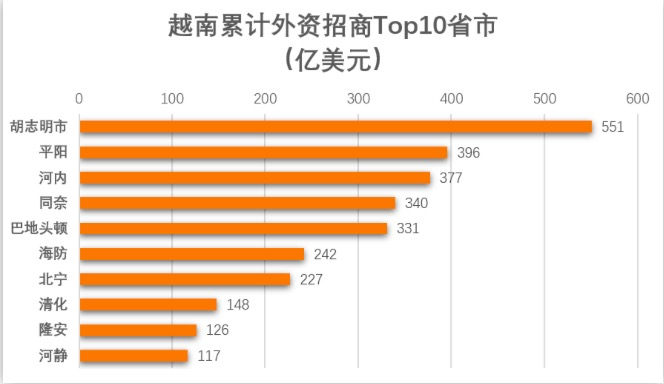 越南累计外资招商Top10省市
(亿美元)
0 100 200 300 400 500 600
胡志明市 551
平阳 396
河内 377
同奈 340
巴地头顿 331
海防 242
北宁 227
清化 148
隆安 126
河静 117